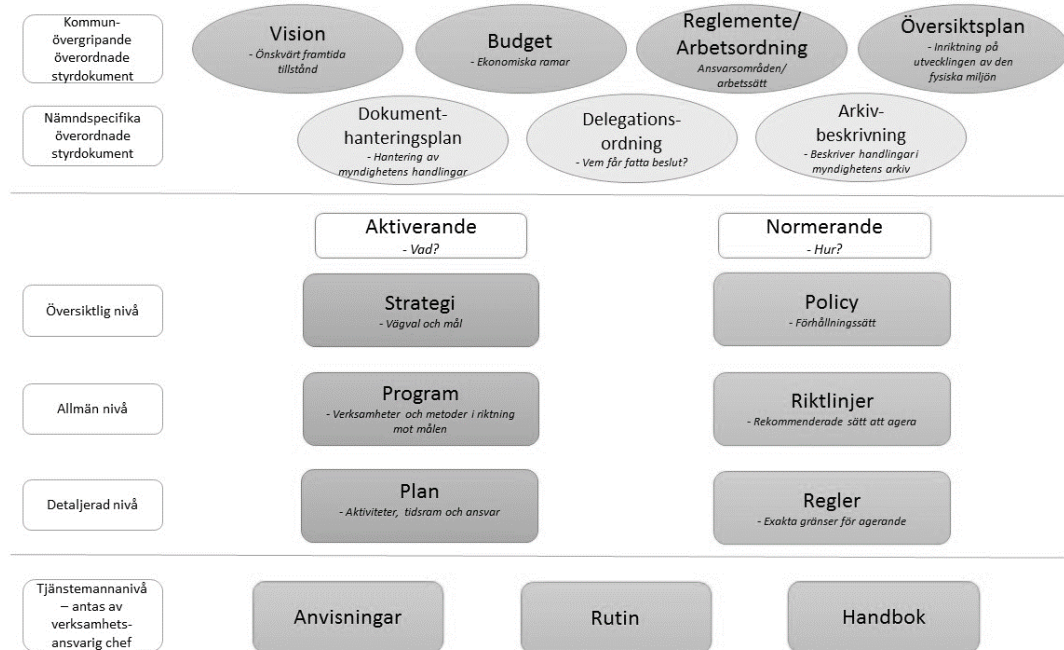 Kommun-
övergripande
överordnade
styrdokument
Vision
- Önskvärt framtida
tillstånd
Budget
- Ekonomiska ramar
Reglemente/
Arbetsordning
Ansvarsområden/
arbetssätt
Översiktsplan
- Inriktning på
utvecklingen av den
fysiska miljön
Nämndspecifika
överordnade
styrdokument
Dokument-
hanteringsplan
- Hantering av
myndighetens handlingar
Delegations-
ordning
- Vem får fatta beslut?
Arkiv-
beskrivning
- Beskriver handlingar i
myndighetens arkiv
Aktiverande
- Vad?
Normerande
- Hur?
Översiktlig nivå
Strategi
- Vägval och mål
Policy
- Förhållningssätt
Allmän nivå
Program
- Verksamheter och metoder i riktning
mot målen
Riktlinjer
- Rekommenderade sätt att agera
Detaljerad nivå
Plan
- Aktiviteter, tidsram och ansvar
Regler
- Exakta gränser för agerande
Tjänstemannanivå
– antas av
verksamhets-
ansvarig chef
Anvisningar
Rutin
Handbok